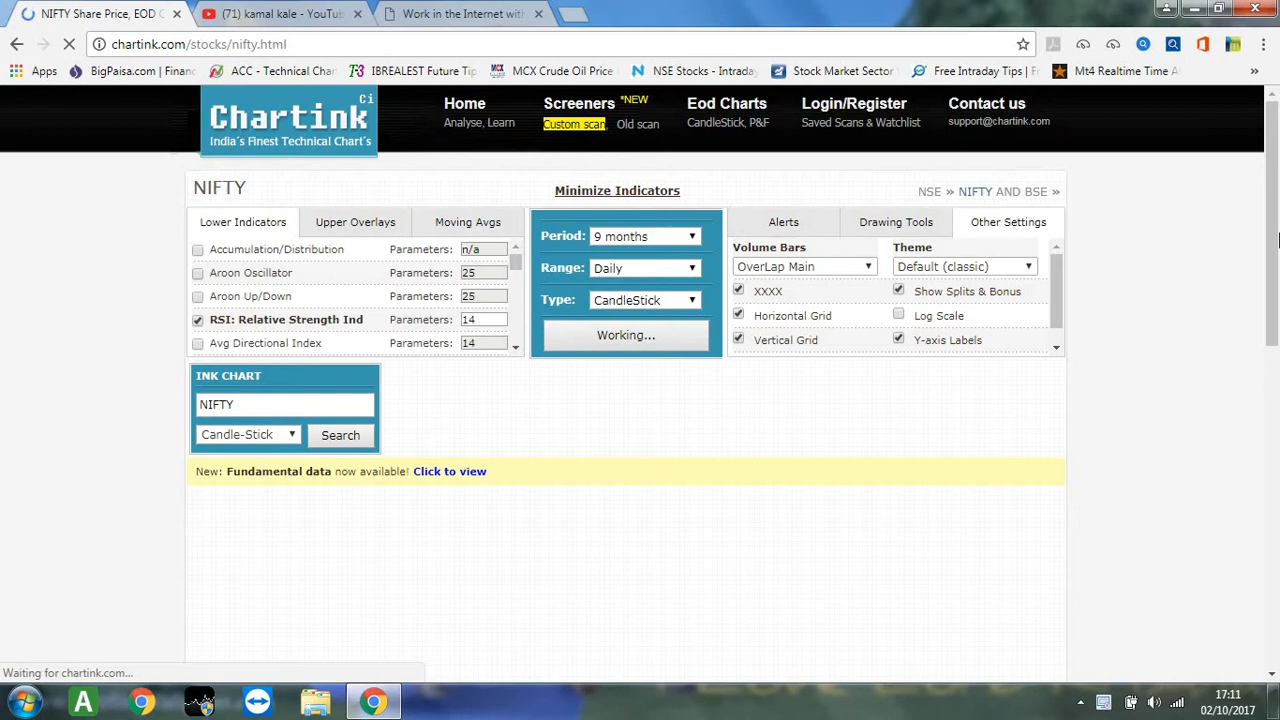 NIFTY Share Price, EOD C
(71) kamal kale - YouTub
Work in the Internet with
chartink.com/stocks/nifty.html
Apps
BigPaisa.com | Financ
ACC - Technical Char
!BREALEST Future Tip
MCX Crude Oil Price
NSE Stocks - Intraday
Stock Market Sector
Free Intraday Tips | Fr
Mt4 Realtime Time
»
Chartink Ci
India's Finest Technical Chart's
Home
Analyse, Learn
Screeners *NEW
Custom scan, Old scan
Eod Charts
CandleStick, P&F
Login/Register
Saved Scans & Watchlist
Contact us
support@chartink.com
NIFTY
Minimize Indicators
NSE » NIFTY AND BSE »
Lower Indicators
Upper Overlays
Moving Avgs
Accumulation/Distribution Parameters: n/a
Aroon Oscillator Parameters: 25
Aroon Up/Down Parameters: 25
RSI: Relative Strength Ind Parameters: 14
Avg Directional Index Parameters: 14
Period: 9 months
Range: Daily
Type: CandleStick
Working...
Alerts
Drawing Tools
Other Settings
Volume Bars
Theme
OverLap Main
Default (classic)
XXXX
Show Splits & Bonus
Horizontal Grid
Log Scale
Vertical Grid
Y-axis Labels
INK CHART
NIFTY
Candle-Stick
Search
New: Fundamental data now available! Click to view
Waiting for chartink.com...
17:11
02/10/2017